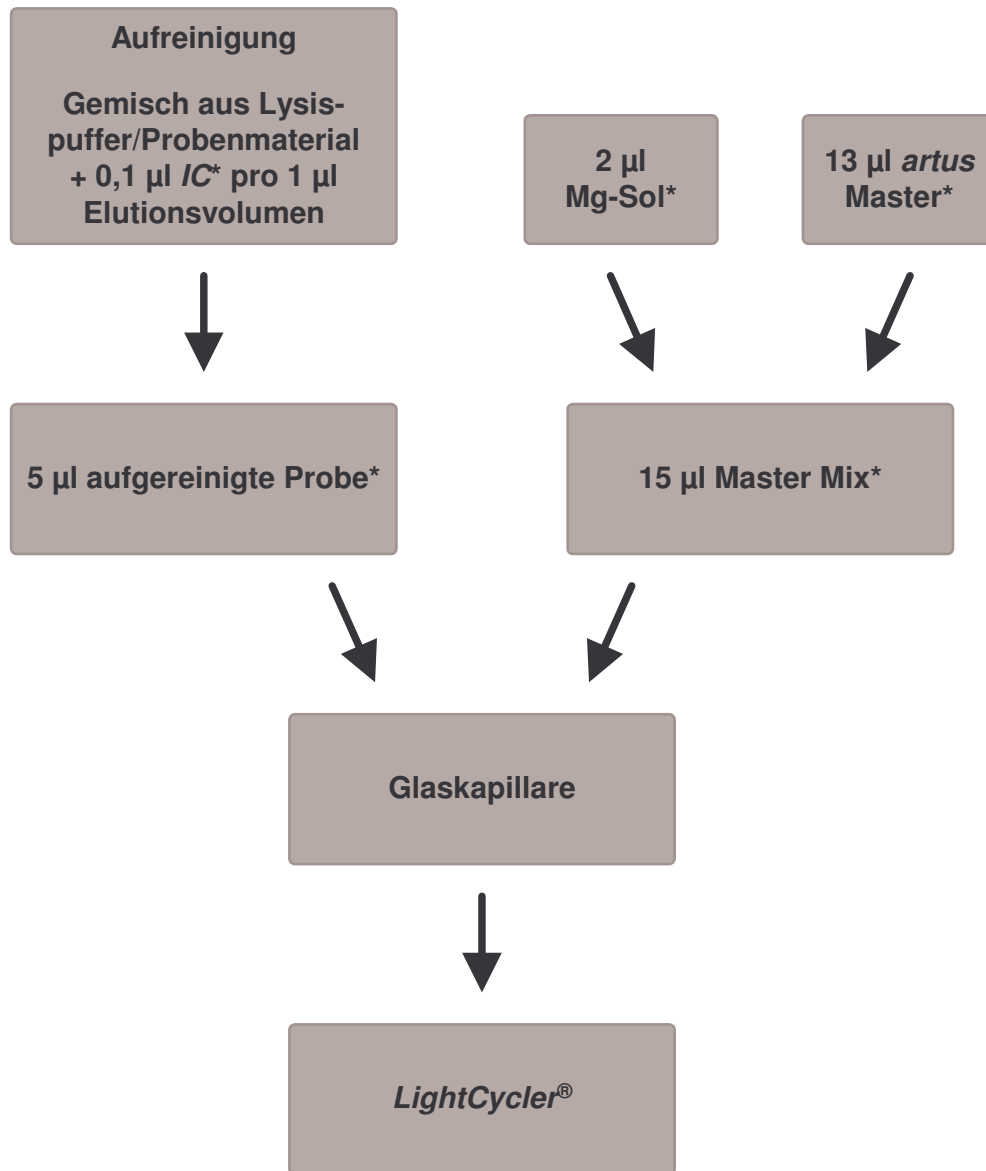 Aufreinigung
Gemisch aus Lysis-
puffer/Probenmaterial
+ 0,1 µl IC* pro 1 µl
Elutionsvolumen
2 µl
Mg-Sol*
13 µl artus
Master*
5 µl aufgereinigte Probe*
15 µl Master Mix*
Glaskapillare
LightCycler®